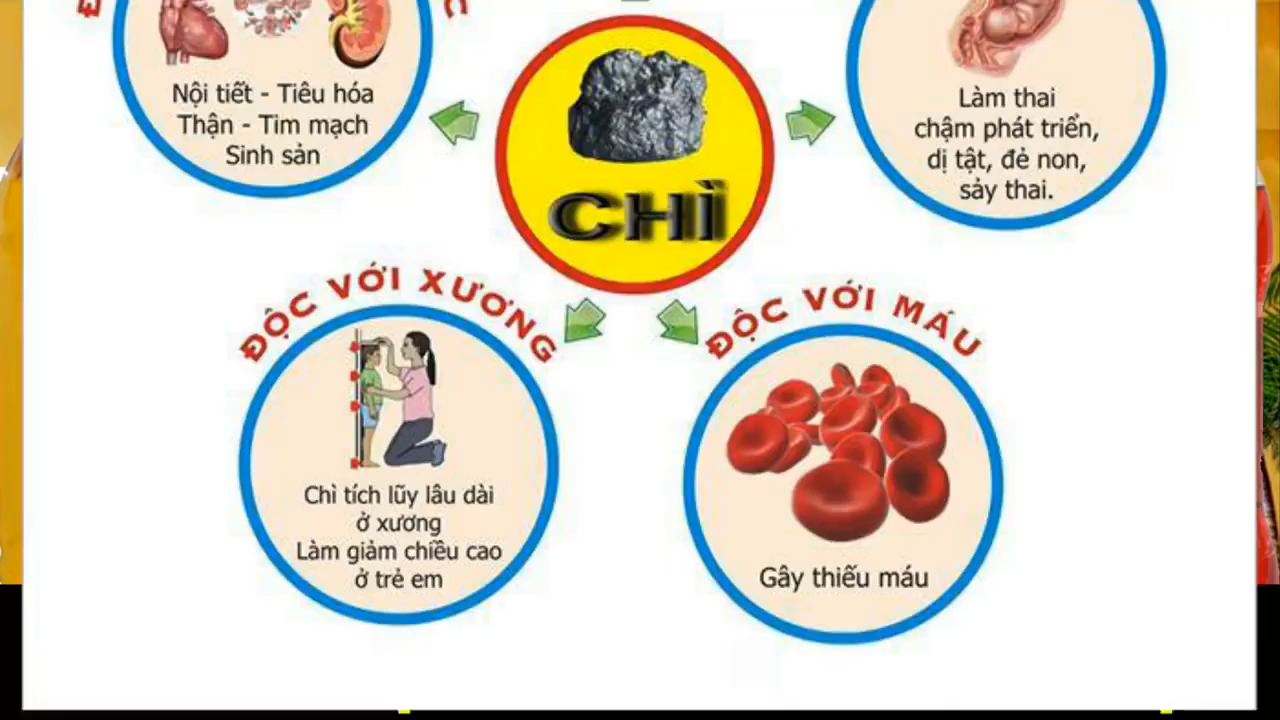 Nội tiết - Tiêu hóa
Thận - Tim mạch
Sinh sản
CHÌ
Làm thai
chậm phát triển,
dị tật, đẻ non,
sảy thai.
ĐỘC VỚI XƯƠNG
Chì tích lũy lâu dài
ở xương
Làm giảm chiều cao
ở trẻ em
ĐỘC VỚI MÁU
Gây thiếu máu